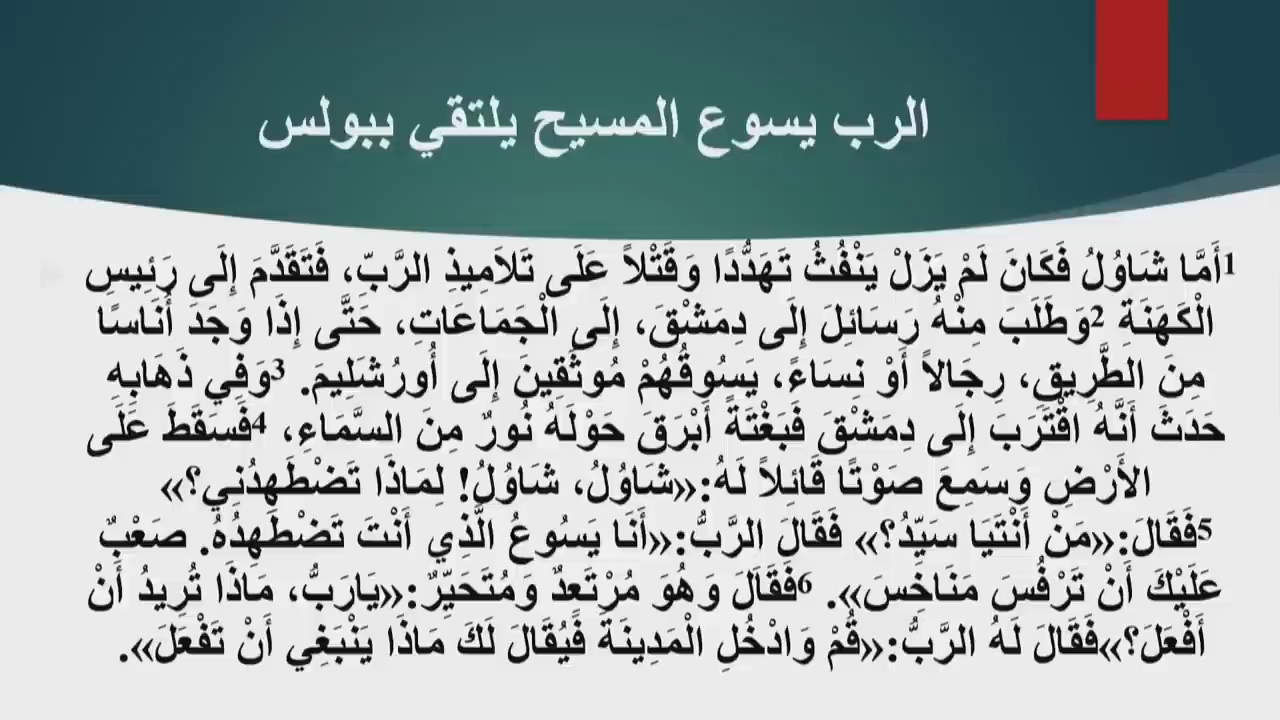 الرب يسوع المسيح يلتقي ببولس
1أَمَّا شَاوُلُ فَكَانَ لَمْ يَزَلْ يَنْفُثُ تَهَدُّدًا وَقَتْلاً عَلَى تَلاَمِيذِ الرَّبِّ، فَتَقَدَّمَ إِلَى رَئِيسِ
الْكَهَنَةِ 2وَطَلَبَ مِنْهُ رَسَائِلَ إِلَى دِمَشْقَ، إِلَى الْجَمَاعَاتِ، حَتَّى إِذَا وَجَدَ أُنَاسًا
مِنَ الطَّرِيقِ، رِجَالاً أَوْ نِسَاءً، يَسُوقُهُمْ مُوثَقِينَ إِلَى أُورُشَلِيمَ. 3وَفِي ذَهَابِهِ
حَدَثَ أَنَّهُ اقْتَرَبَ إِلَى دِمَشْقَ فَبَغْتَةً أَبْرَقَ حَوْلَهُ نُورٌ مِنَ السَّمَاءِ، 4فَسَقَطَ عَلَى
الأَرْضِ وَسَمِعَ صَوْتًا قَائِلاً لَهُ:«شَاوُلُ، شَاوُلُ! لِمَاذَا تَضْطَهِدُنِي؟»
5فَقَالَ:«مَنْ أَنْتَيَا سَيِّدُ؟» فَقَالَ الرَّبُّ:«أَنَا يَسُوعُ الَّذِي أَنْتَ تَضْطَهِدُهُ. صَعْبٌ
عَلَيْكَ أَنْ تَرْفُسَ مَنَاخِسَ». 6فَقَالَ وَهُوَ مُرْتَعِدٌ وَمُتَحَيِّرٌ:«يَارَبُّ، مَاذَا تُرِيدُ أَنْ
أَفْعَلَ؟»فَقَالَ لَهُ الرَّبُّ:«قُمْ وَادْخُلِ الْمَدِينَةَ فَيُقَالَ لَكَ مَاذَا يَنْبَغِي أَنْ تَفْعَلَ».